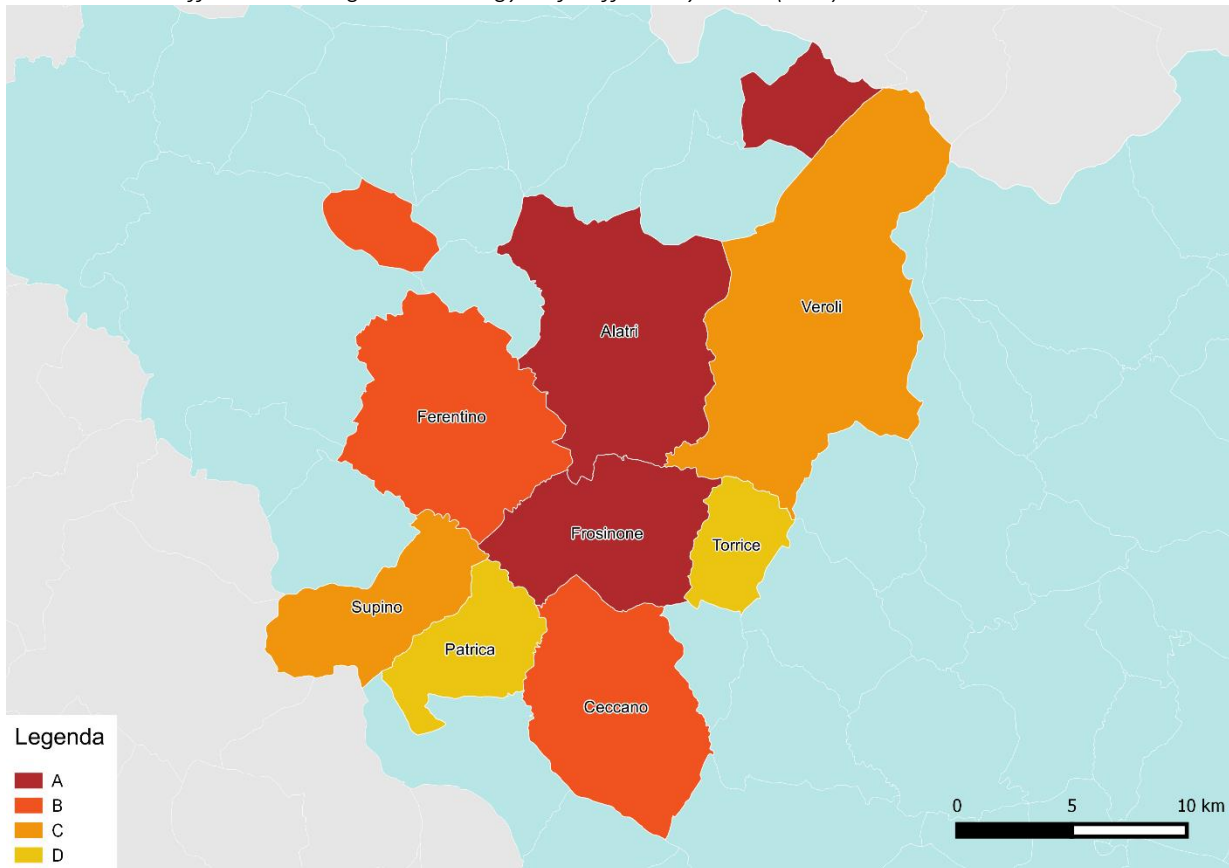 Veroli
Alatri
Ferentino
Frosinone
Torrice
Supino
Patrica
Ceccano
Legenda
A
B
C
D
0 5 10 km